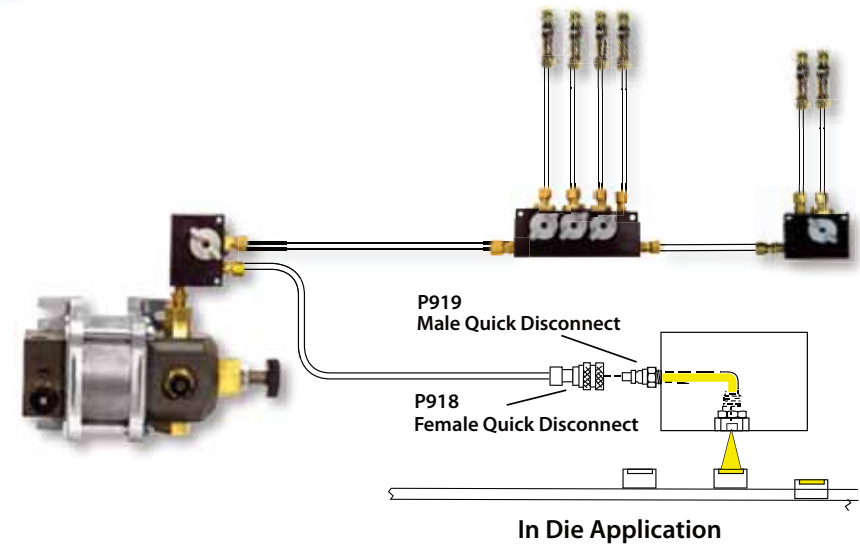 P919
Male Quick Disconnect
P918
Female Quick Disconnect
In Die Application